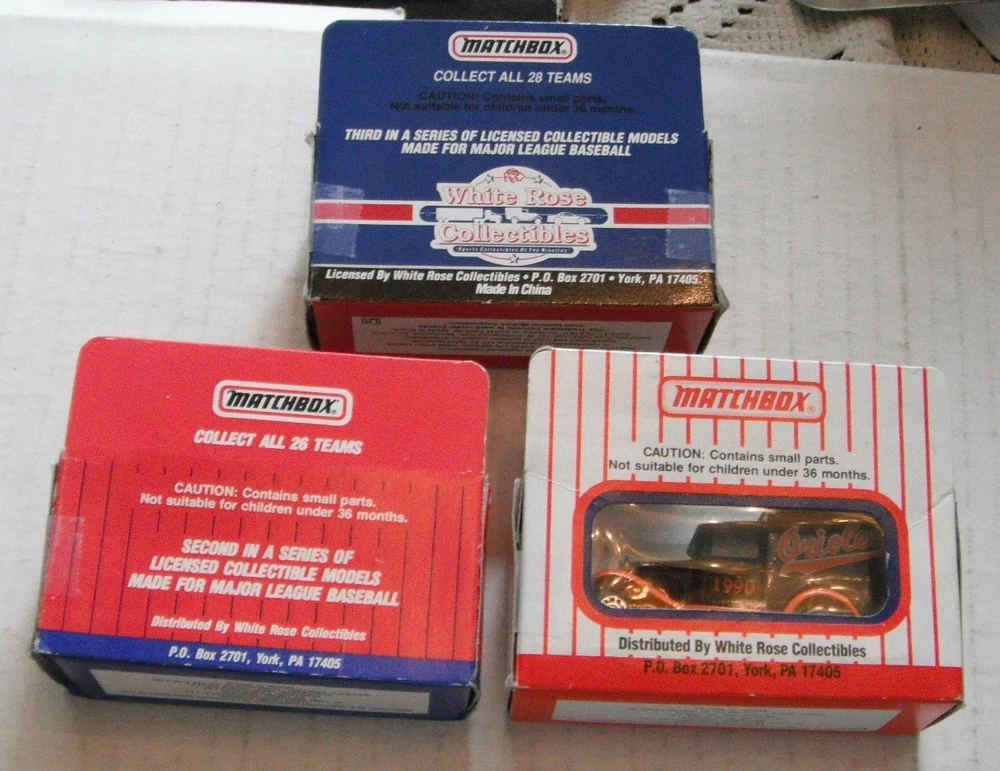 MATCHBOX®
COLLECT ALL 28 TEAMS
CAUTION: Contains small parts.
Not suitable for children under 36 months.
THIRD IN A SERIES OF LICENSED COLLECTIBLE MODELS
MADE FOR MAJOR LEAGUE BASEBALL
White Rose
Collectibles
"Sports Collectibles Of The Nineties"
Licensed By White Rose Collectibles • P.O. Box 2701 • York, PA 17405
Made In China
MATCHBOX®
COLLECT ALL 26 TEAMS
CAUTION: Contains small parts.
Not suitable for children under 36 months.
SECOND IN A SERIES OF
LICENSED COLLECTIBLE MODELS
MADE FOR MAJOR LEAGUE BASEBALL
Distributed By White Rose Collectibles
P.O. Box 2701, York, PA 17405
MATCHBOX®
CAUTION: Contains small parts.
Not suitable for children under 36 months.
Orioles
1990
Distributed By White Rose Collectibles
P.O. Box 2701, York, PA 17405